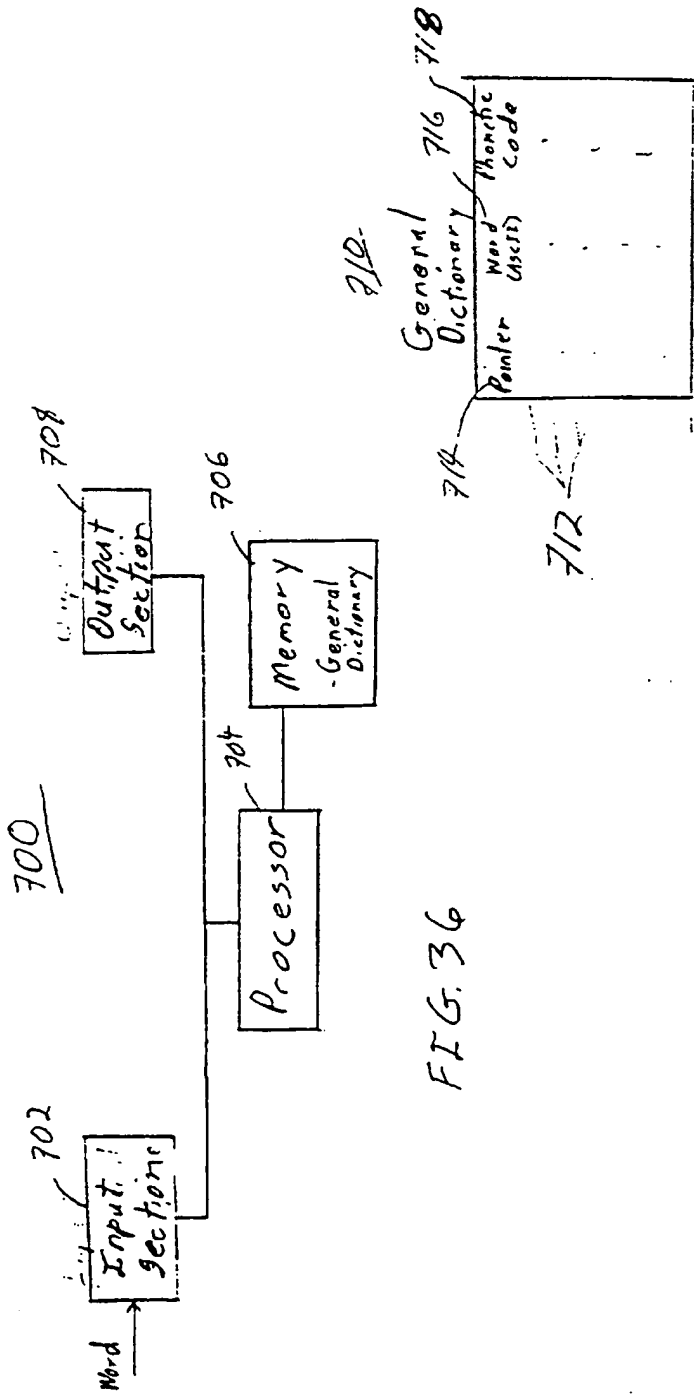 700
702
Word
Input
Sections
708
Output
Section
704
Processor
706
Memory
- General
Dictionary
FIG. 36
710
General
Dictionary
714
716
718
Pointer
Word
(ASCII)
Phonetic
Code
712